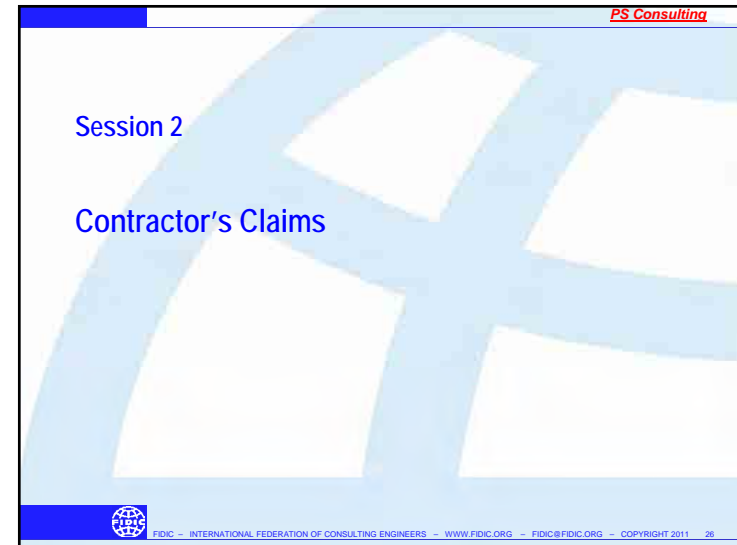 PS Consulting
Session 2
Contractor's Claims
FIDIC
FIDIC – INTERNATIONAL FEDERATION OF CONSULTING ENGINEERS – WWW.FIDIC.ORG – FIDIC@FIDIC.ORG – COPYRIGHT 2011 26